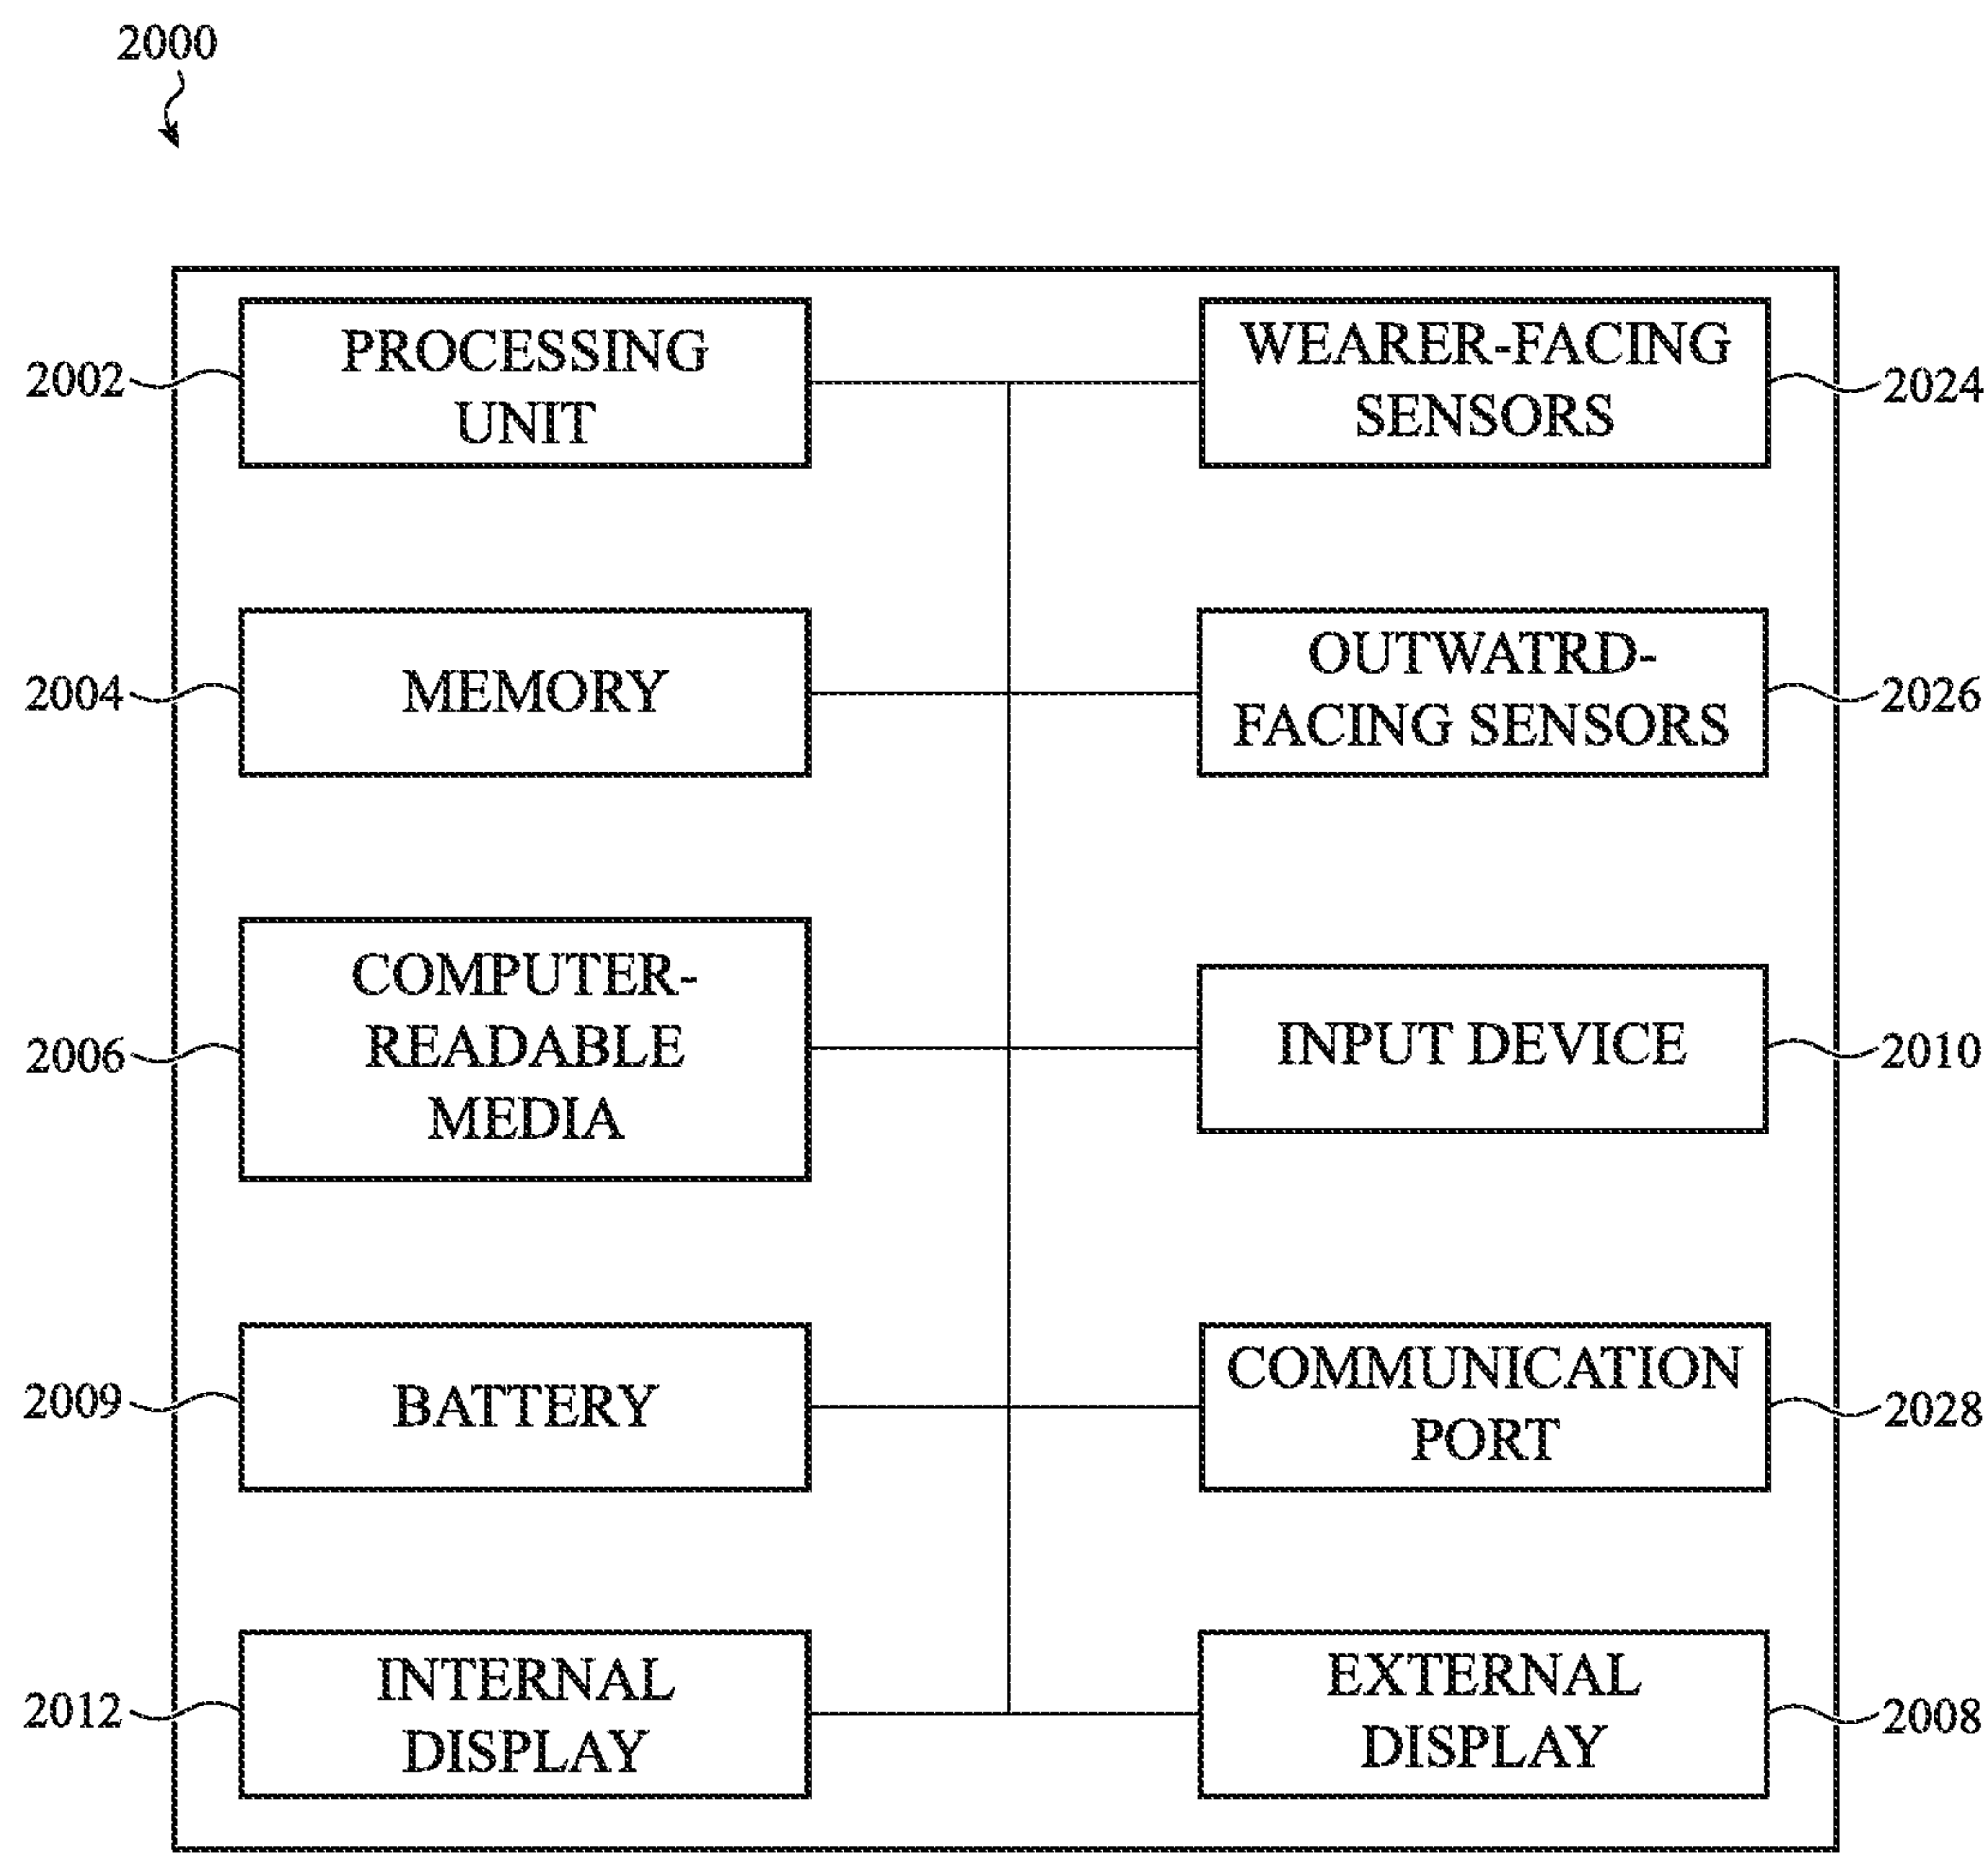 2000
PROCESSING
UNIT
2002
WEARER-FACING
SENSORS
2024
MEMORY
2004
OUTWATRD-
FACING SENSORS
2026
COMPUTER-
READABLE
MEDIA
2006
INPUT DEVICE
2010
BATTERY
2009
COMMUNICATION
PORT
2028
INTERNAL
DISPLAY
2012
EXTERNAL
DISPLAY
2008